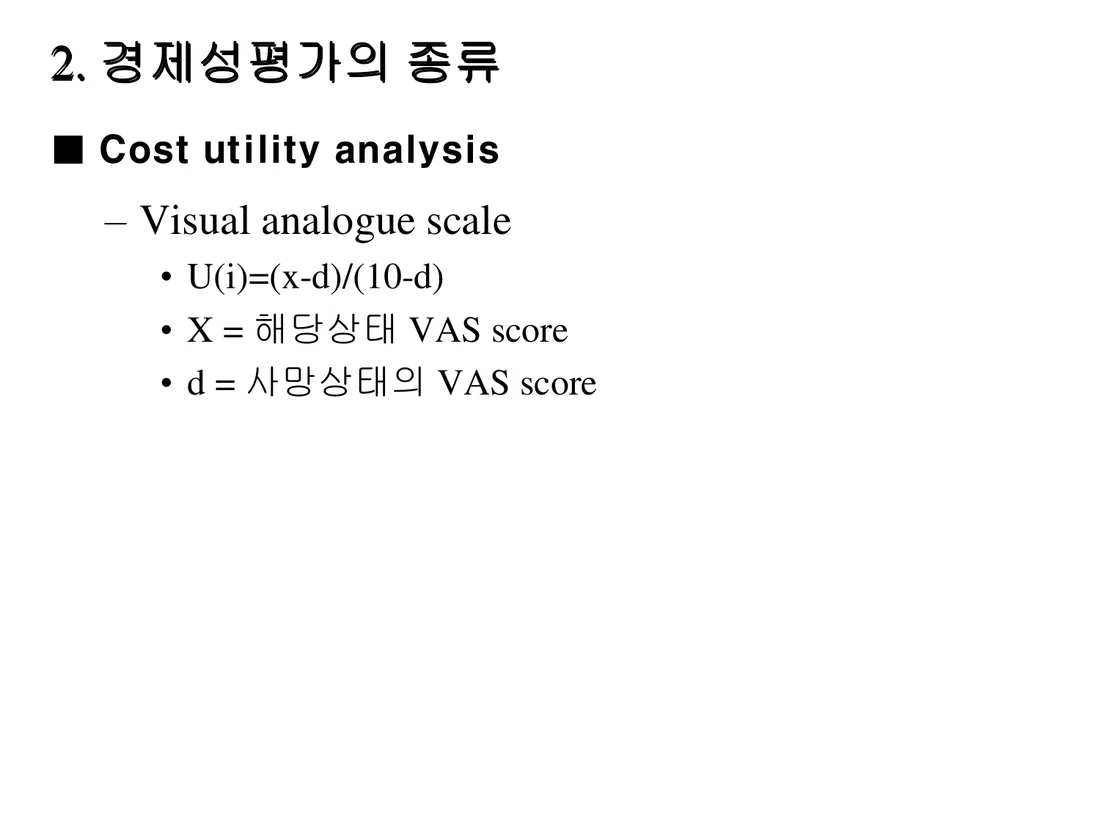 2. 경제성평가의 종류
■ Cost utility analysis
– Visual analogue scale
• U(i)=(x-d)/(10-d)
• X = 해당상태 VAS score
• d = 사망상태의 VAS score